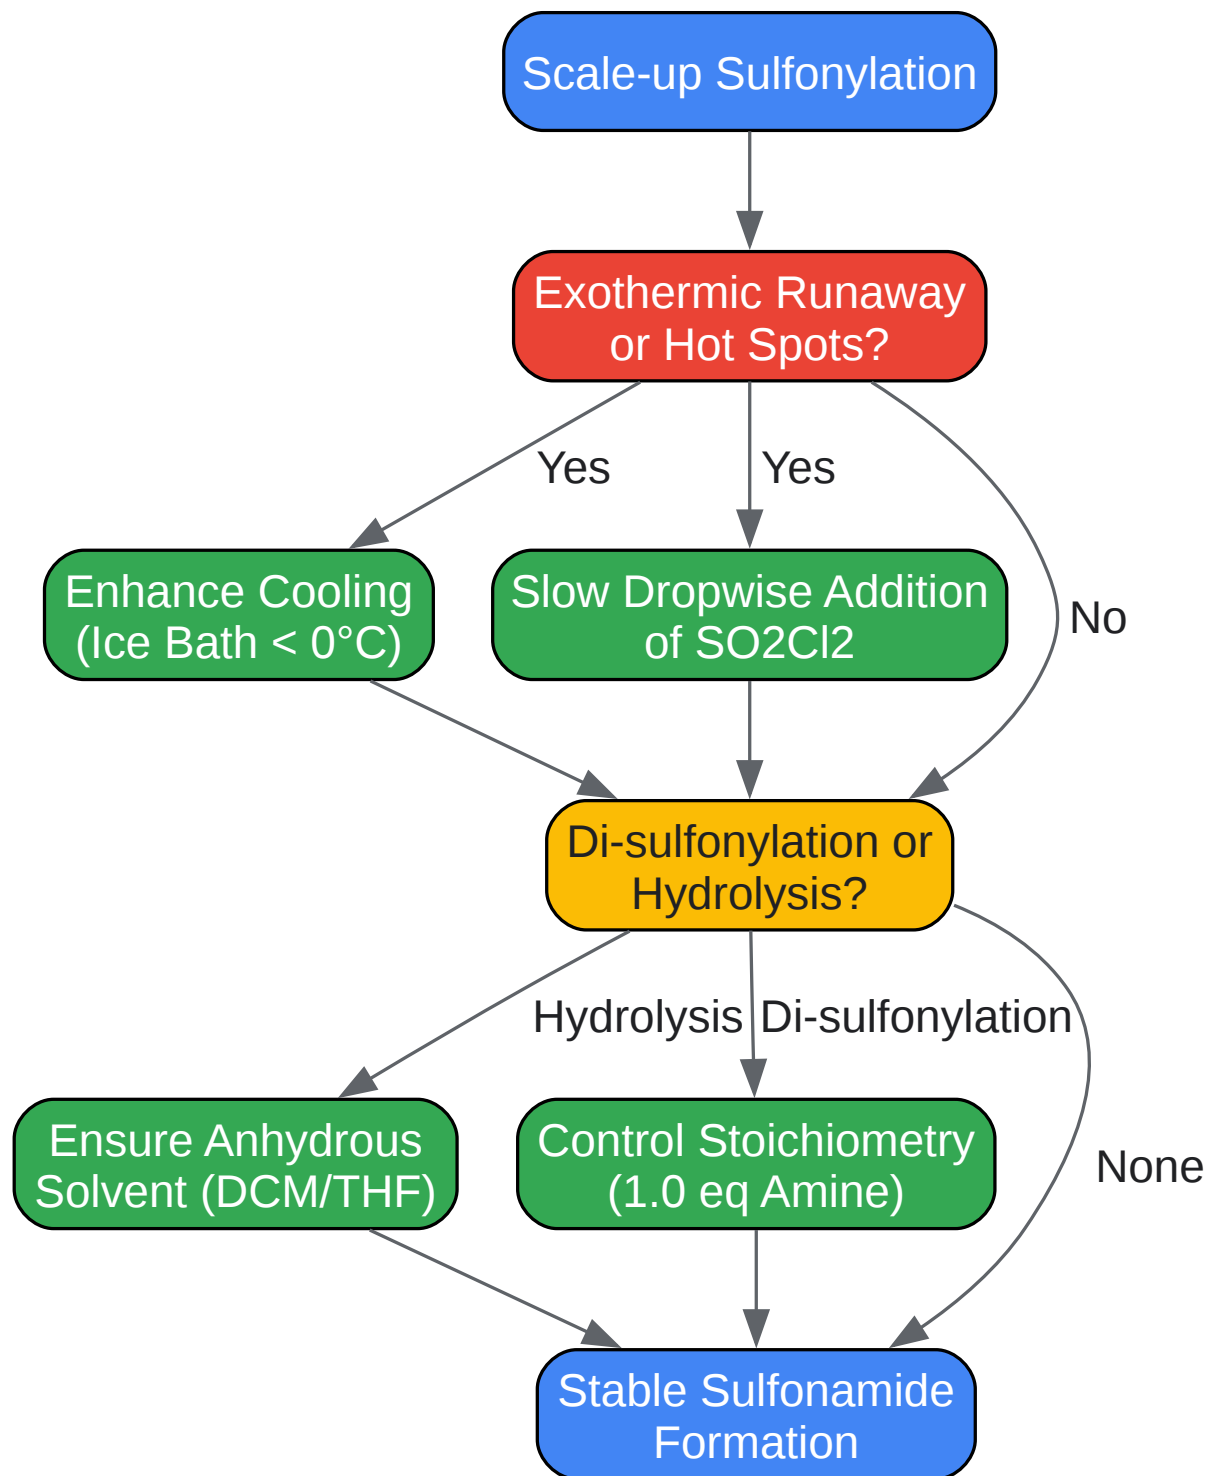 Scale-up Sulfonylation
Exothermic Runaway
or Hot Spots?
Yes
Yes
No
Enhance Cooling
(Ice Bath < 0°C)
Slow Dropwise Addition
of SO2Cl2
Di-sulfonylation or
Hydrolysis?
Hydrolysis
Di-sulfonylation
None
Ensure Anhydrous
Solvent (DCM/THF)
Control Stoichiometry
(1.0 eq Amine)
Stable Sulfonamide
Formation